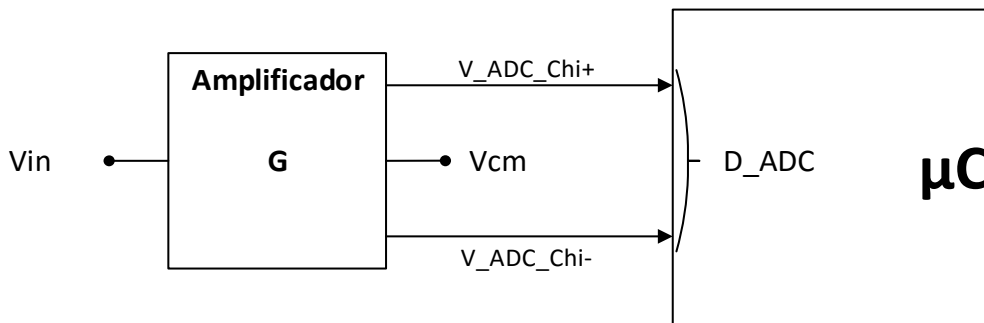 Amplificador
V_ADC_Chi+
Vin
G
Vcm
D_ADC
µC
V_ADC_Chi-